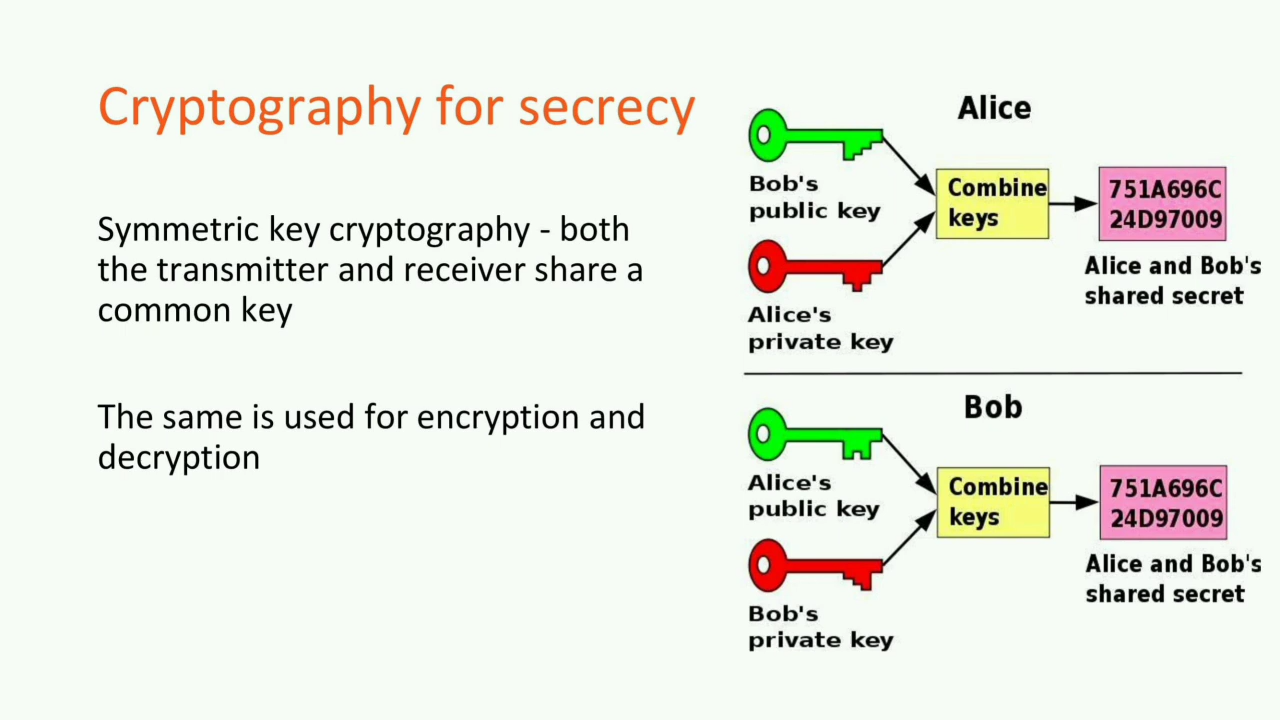 Cryptography for secrecy
Symmetric key cryptography - both
the transmitter and receiver share a
common key
The same is used for encryption and
decryption
Alice
Bob's
public key
Alice's
private key
Combine
keys
751A696C
24D97009
Alice and Bob's
shared secret
Bob
Alice's
public key
Bob's
private key
Combine
keys
751A696C
24D97009
Alice and Bob's
shared secret